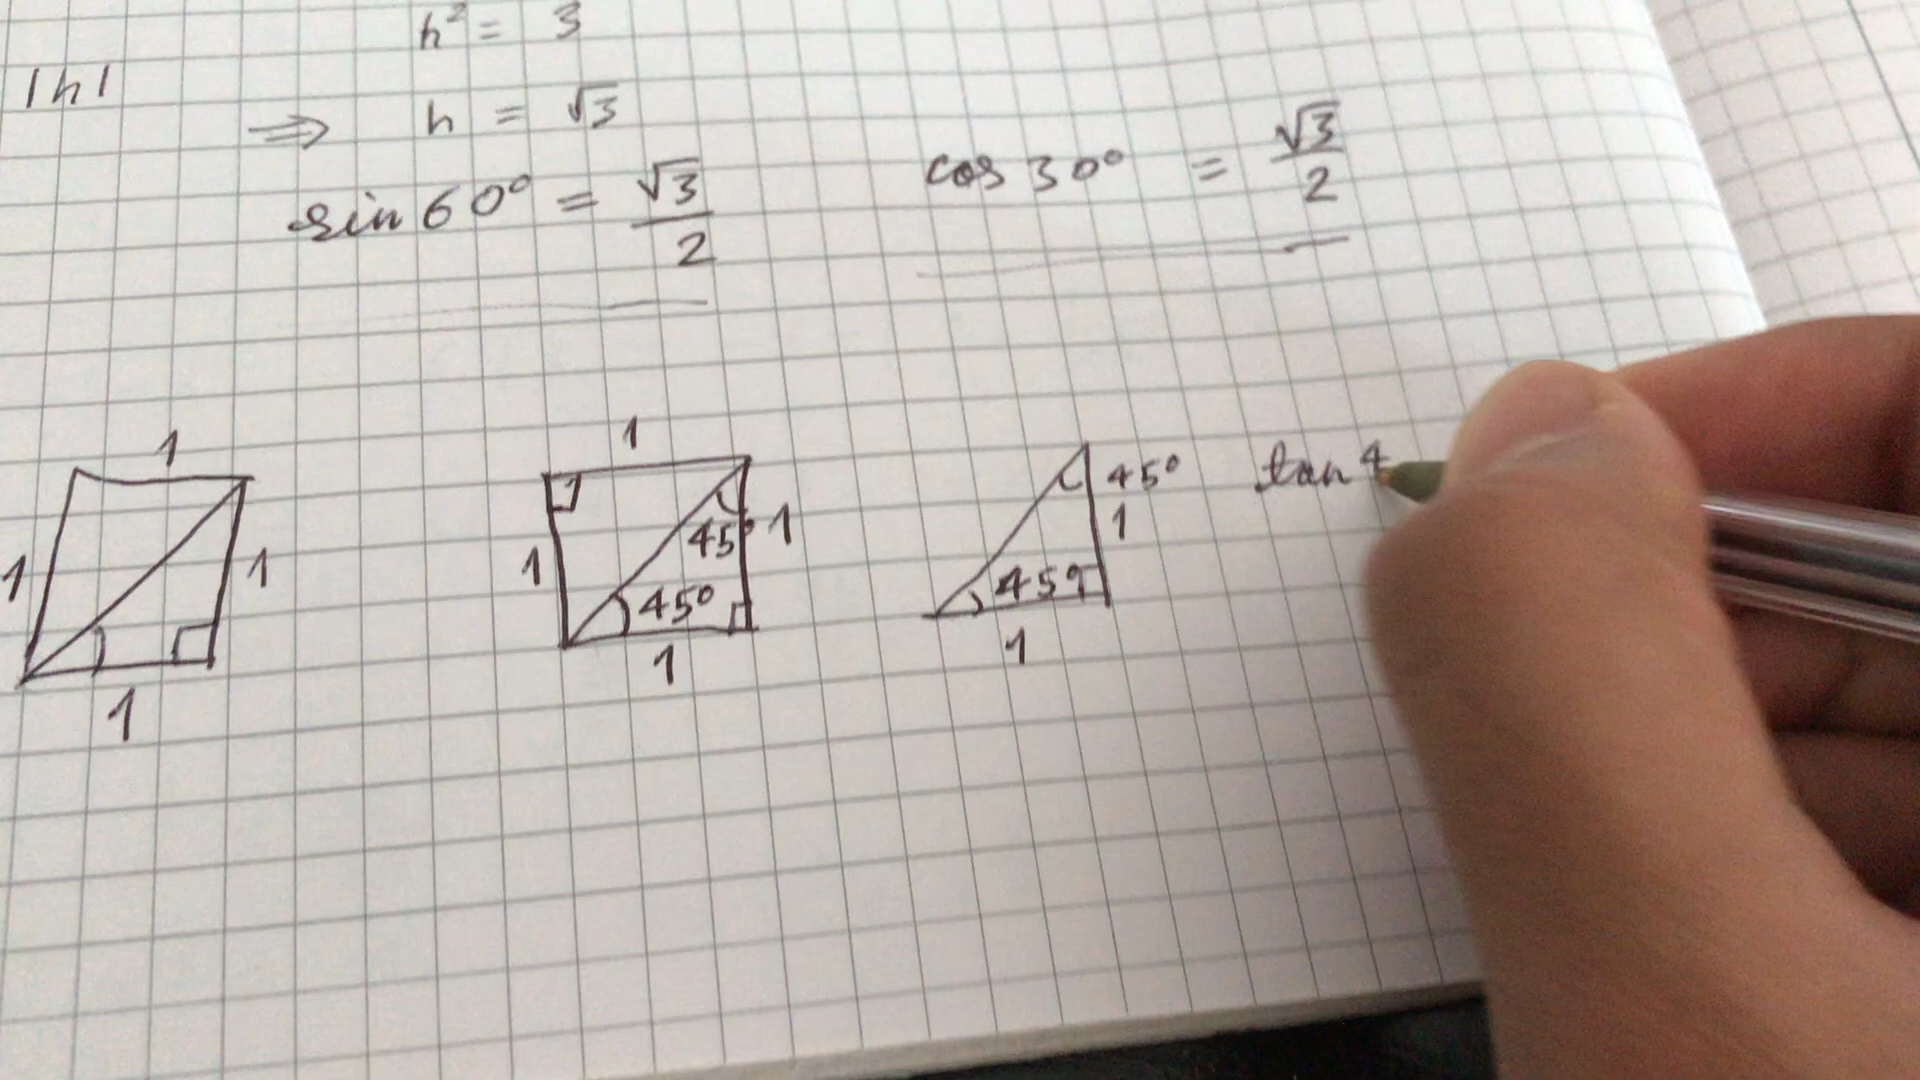 h² = 3
|h|
⇒ h = √3
sin 60° = √3/2
cos 30° = √3/2
1
1
1
1
1
1
45°
1
45°
1
45°
1
45°
1
tan 4